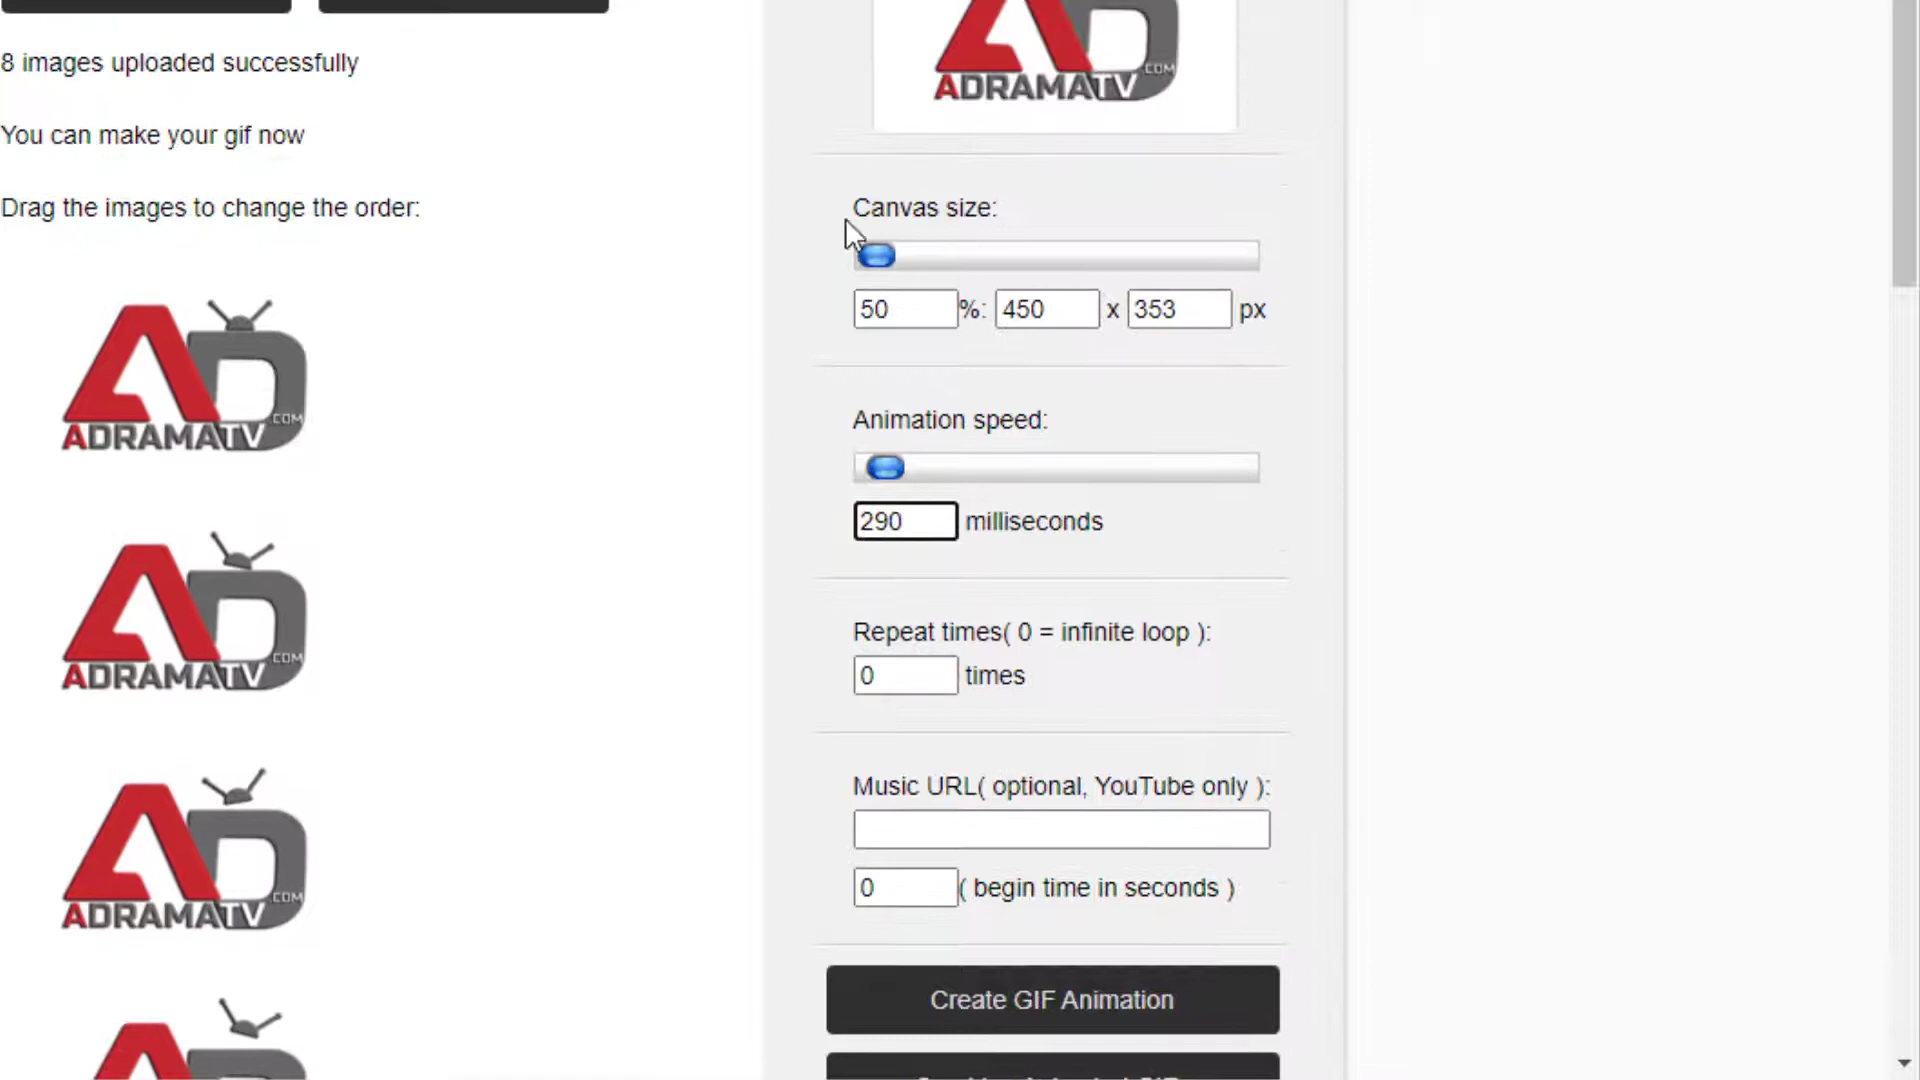 8 images uploaded successfully
You can make your gif now
Drag the images to change the order:
.COM
ADRAMATV
.COM
ADRAMATV
.COM
ADRAMATV
.COM
ADRAMATV
Canvas size:
50 %: 450 x 353 px
Animation speed:
290 milliseconds
Repeat times( 0 = infinite loop ):
0 times
Music URL( optional, YouTube only ):
0 ( begin time in seconds )
Create GIF Animation